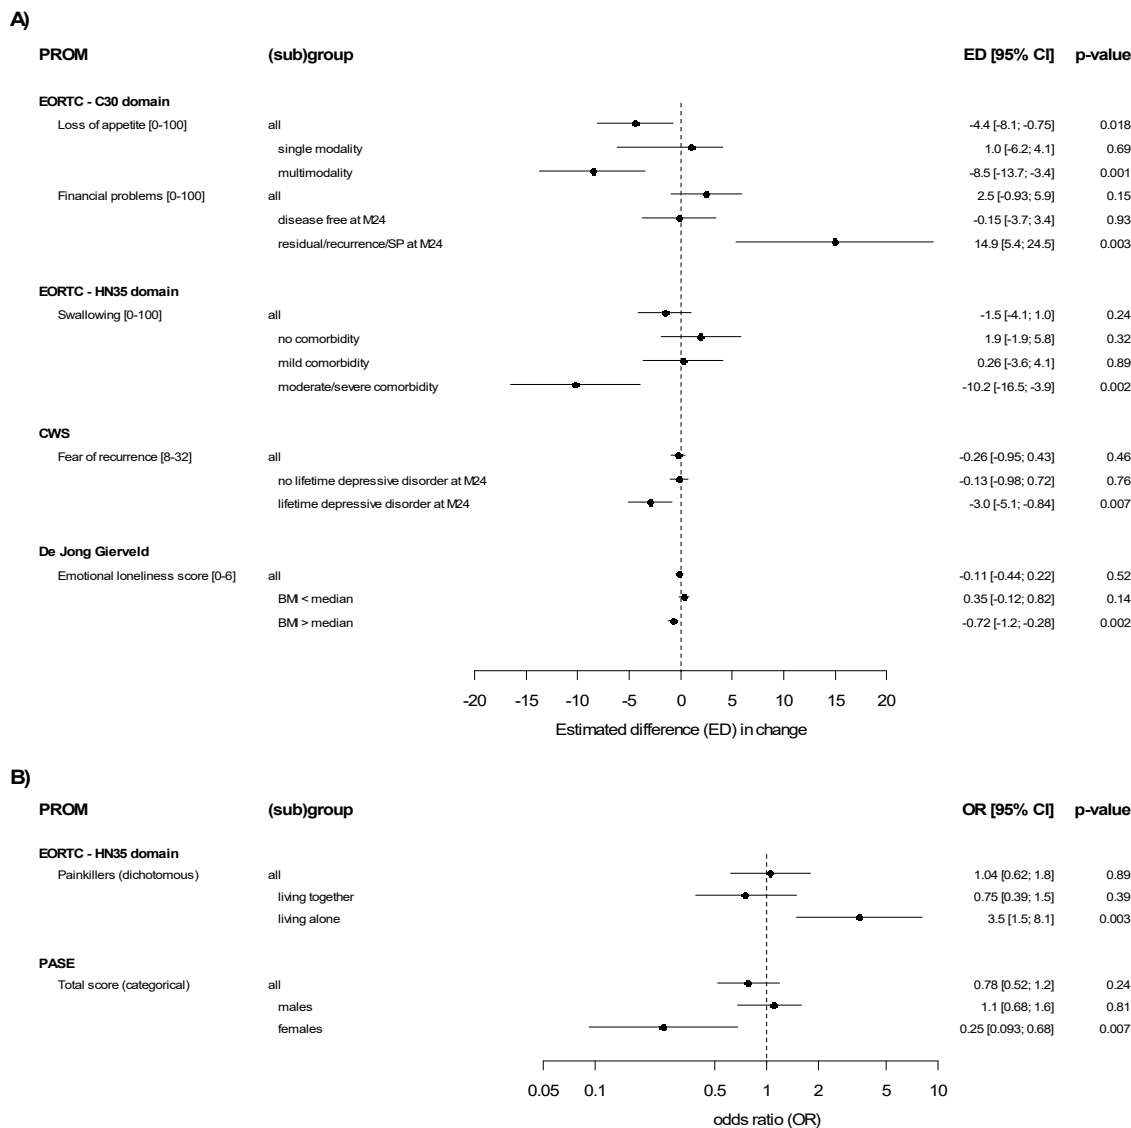 A)
PROM (sub)group ED [95% CI] p-value
EORTC - C30 domain
Loss of appetite [0-100] all -4.4 [-8.1; -0.75] 0.018
single modality 1.0 [-6.2; 4.1] 0.69
multimodality -8.5 [-13.7; -3.4] 0.001
Financial problems [0-100] all 2.5 [-0.93; 5.9] 0.15
disease free at M24 -0.15 [-3.7; 3.4] 0.93
residual/recurrence/SP at M24 14.9 [5.4; 24.5] 0.003
EORTC - HN35 domain
Swallowing [0-100] all -1.5 [-4.1; 1.0] 0.24
no comorbidity 1.9 [-1.9; 5.8] 0.32
mild comorbidity 0.26 [-3.6; 4.1] 0.89
moderate/severe comorbidity -10.2 [-16.5; -3.9] 0.002
CWS
Fear of recurrence [8-32] all -0.26 [-0.95; 0.43] 0.46
no lifetime depressive disorder at M24 -0.13 [-0.98; 0.72] 0.76
lifetime depressive disorder at M24 -3.0 [-5.1; -0.84] 0.007
De Jong Gierveld
Emotional loneliness score [0-6] all -0.11 [-0.44; 0.22] 0.52
BMI < median 0.35 [-0.12; 0.82] 0.14
BMI > median -0.72 [-1.2; -0.28] 0.002
-20 -15 -10 -5 0 5 10 15 20
Estimated difference (ED) in change
B)
PROM (sub)group OR [95% CI] p-value
EORTC - HN35 domain
Painkillers (dichotomous) all 1.04 [0.62; 1.8] 0.89
living together 0.75 [0.39; 1.5] 0.39
living alone 3.5 [1.5; 8.1] 0.003
PASE
Total score (categorical) all 0.78 [0.52; 1.2] 0.24
males 1.1 [0.68; 1.6] 0.81
females 0.25 [0.093; 0.68] 0.007
0.05 0.1 0.5 1 2 5 10
odds ratio (OR)